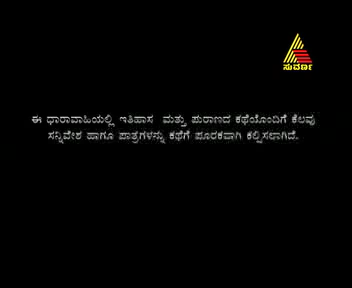 ಸುವರ್ಣ
ಈ ಧಾರಾವಾಹಿಯಲ್ಲಿ ಇತಿಹಾಸ ಮತ್ತು ಪುರಾಣದ ಕಥೆಯೊಂದಿಗೆ ಕೆಲವು
ಸನ್ನಿವೇಶ ಹಾಗೂ ಪಾತ್ರಗಳನ್ನು ಕಥೆಗೆ ಪೂರಕವಾಗಿ ಕಲ್ಪಿಸಲಾಗಿದೆ.